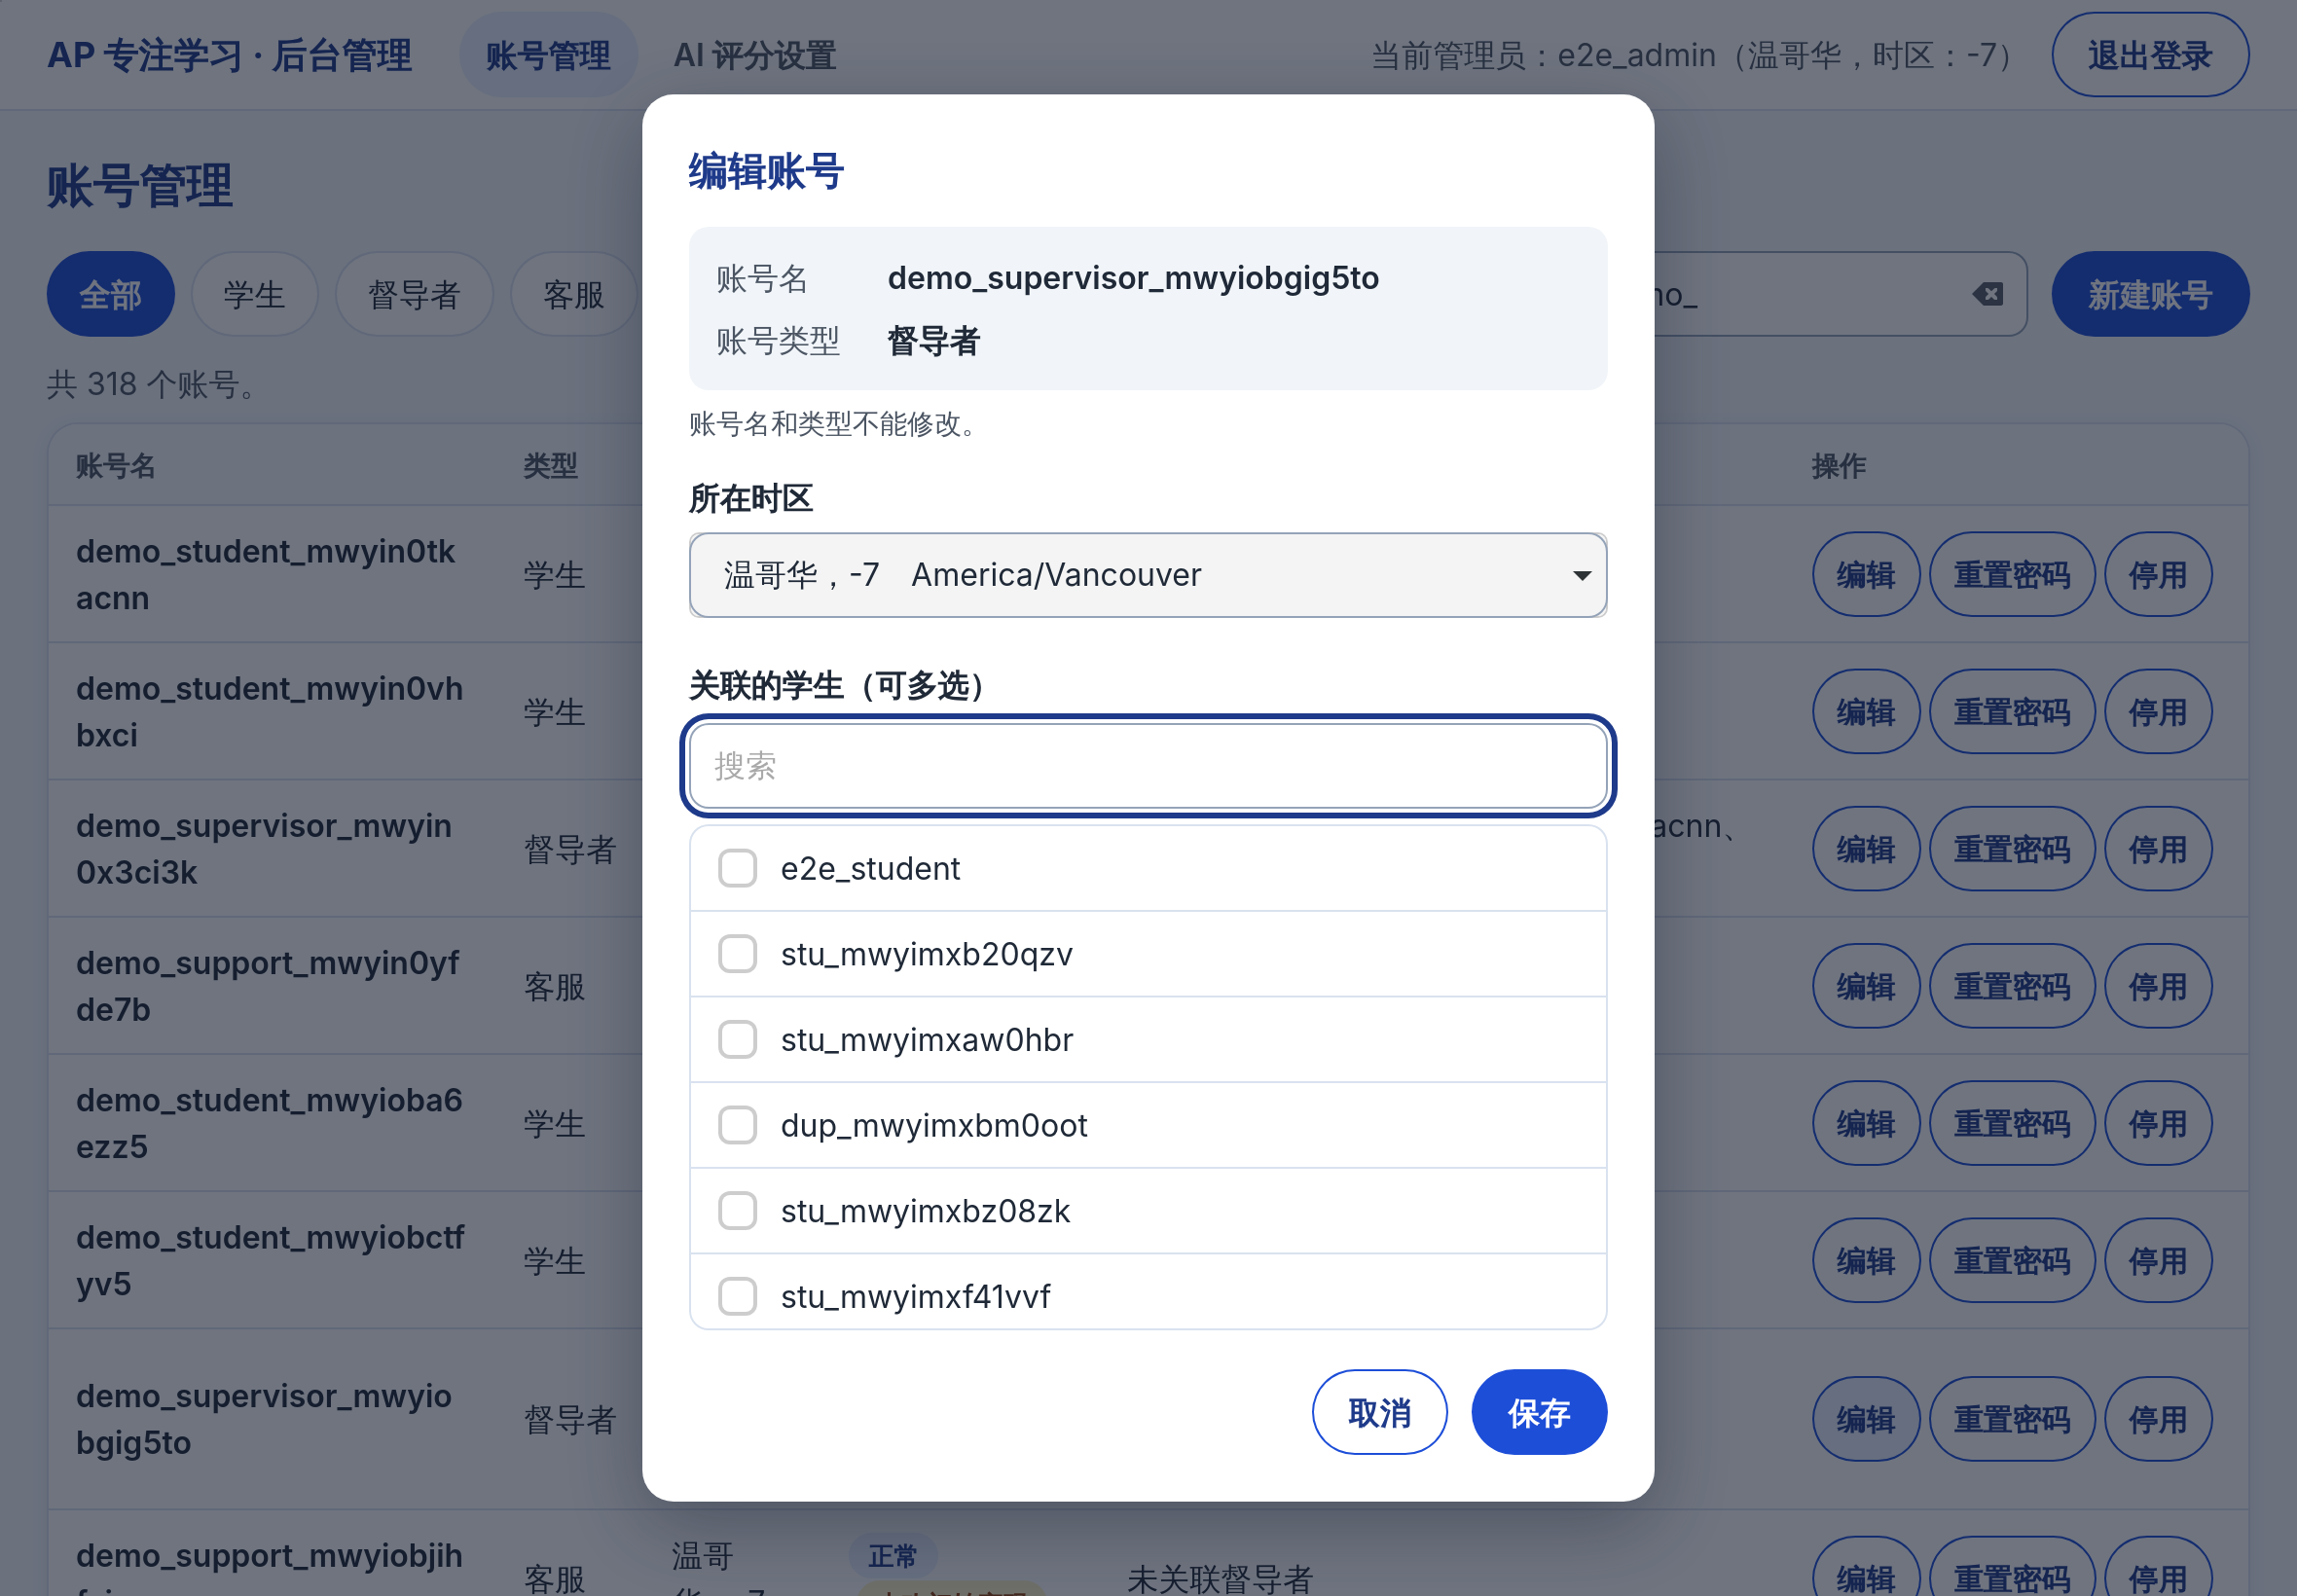 AP 专注学习 · 后台管理
账号管理
AI 评分设置
当前管理员：e2e_admin（温哥华，时区：-7）
退出登录
账号管理
全部
学生
督导者
客服
no_
新建账号
共 318 个账号。
账号名
类型
操作
demo_student_mwyin0tk
acnn
学生
编辑
重置密码
停用
demo_student_mwyin0vh
bxci
学生
编辑
重置密码
停用
demo_supervisor_mwyin
0x3ci3k
督导者
acnn、
编辑
重置密码
停用
demo_support_mwyin0yf
de7b
客服
编辑
重置密码
停用
demo_student_mwyioba6
ezz5
学生
编辑
重置密码
停用
demo_student_mwyiobctf
yv5
学生
编辑
重置密码
停用
demo_supervisor_mwyio
bgig5to
督导者
编辑
重置密码
停用
demo_support_mwyiobjih
客服
温哥
正常
未关联督导者
编辑
重置密码
停用
编辑账号
账号名
demo_supervisor_mwyiobgig5to
账号类型
督导者
账号名和类型不能修改。
所在时区
温哥华，-7 America/Vancouver
关联的学生（可多选）
搜索
e2e_student
stu_mwyimxb20qzv
stu_mwyimxaw0hbr
dup_mwyimxbm0oot
stu_mwyimxbz08zk
stu_mwyimxf41vvf
取消
保存